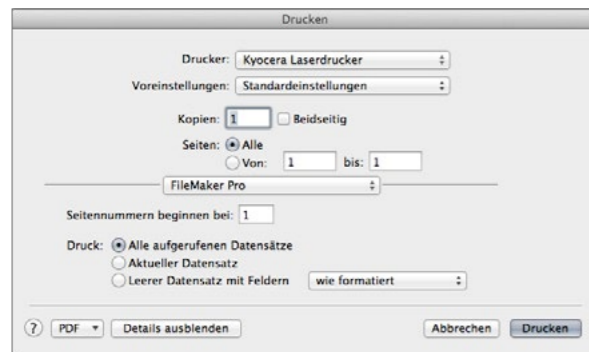 Drucken
Drucker: Kyocera Laserdrucker
Voreinstellungen: Standardeinstellungen
Kopien: 1 Beidseitig
Seiten: Alle
Von: 1 bis: 1
FileMaker Pro
Seitennummern beginnen bei: 1
Druck: Alle aufgerufenen Datensätze
Aktueller Datensatz
Leerer Datensatz mit Feldern wie formatiert
? PDF Details ausblenden Abbrechen Drucken